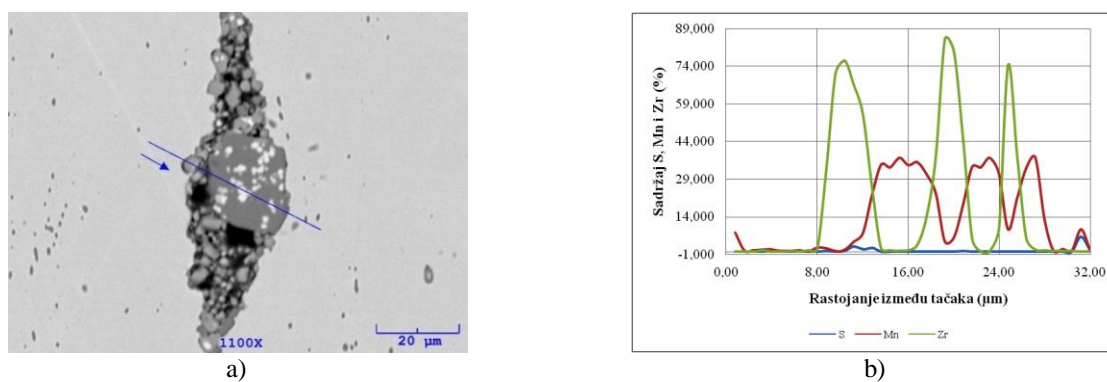 1100X
20 μm
a)
Sadržaj S, Mn i Zr (%)
89,000
74,000
59,000
44,000
29,000
14,000
-1,000
0,00 8,00 16,00 24,00 32,00
Rastojanje između tačaka (μm)
S Mn Zr
b)